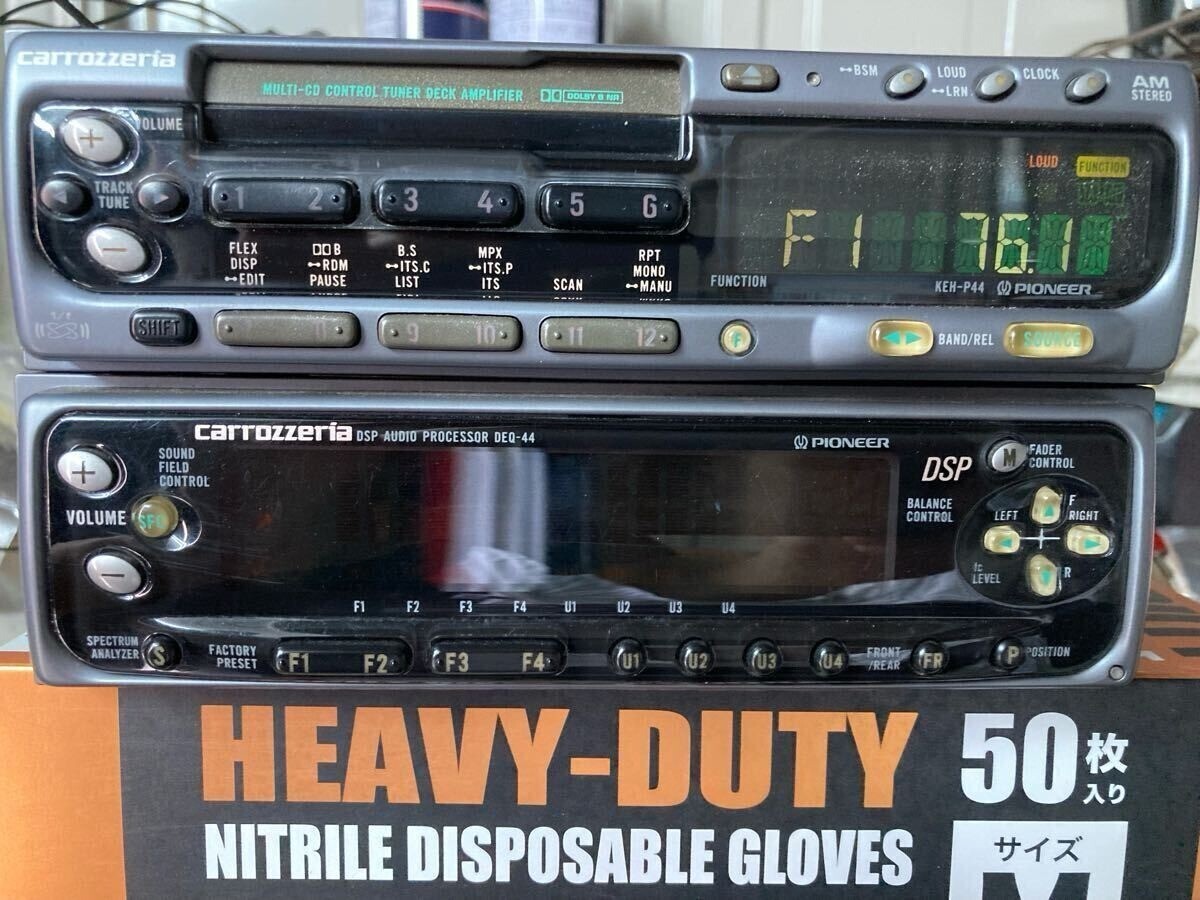 carrozzeria
MULTI-CD CONTROL TUNER DECK AMPLIFIER DOLBY B NR
BSM
LOUD
LRN
CLOCK
AM
STEREO
+ VOLUME
TRACK
TUNE
−
1 2 3 4 5 6
LOUD
FUNCTION
F1 76.1
FLEX
DISP
EDIT
B
RDM
PAUSE
B.S
ITS.C
LIST
MPX
ITS.P
ITS
SCAN
RPT
MONO
MANU
FUNCTION
KEH-P44 PIONEER
SHIFT
7 8 9 10 11 12
F
BAND/REL
SOURCE
carrozzeria DSP AUDIO PROCESSOR DEQ-44
PIONEER
DSP
M FADER
CONTROL
+
SOUND
FIELD
CONTROL
VOLUME SFC
−
BALANCE
CONTROL
F
LEFT
RIGHT
fc
LEVEL
R
F1 F2 F3 F4 U1 U2 U3 U4
SPECTRUM
ANALYZER S
FACTORY
PRESET
F1 F2 F3 F4 U1 U2 U3 U4
FRONT
/REAR
FR
P POSITION
HEAVY-DUTY
NITRILE DISPOSABLE GLOVES
50枚
入り
サイズ
M